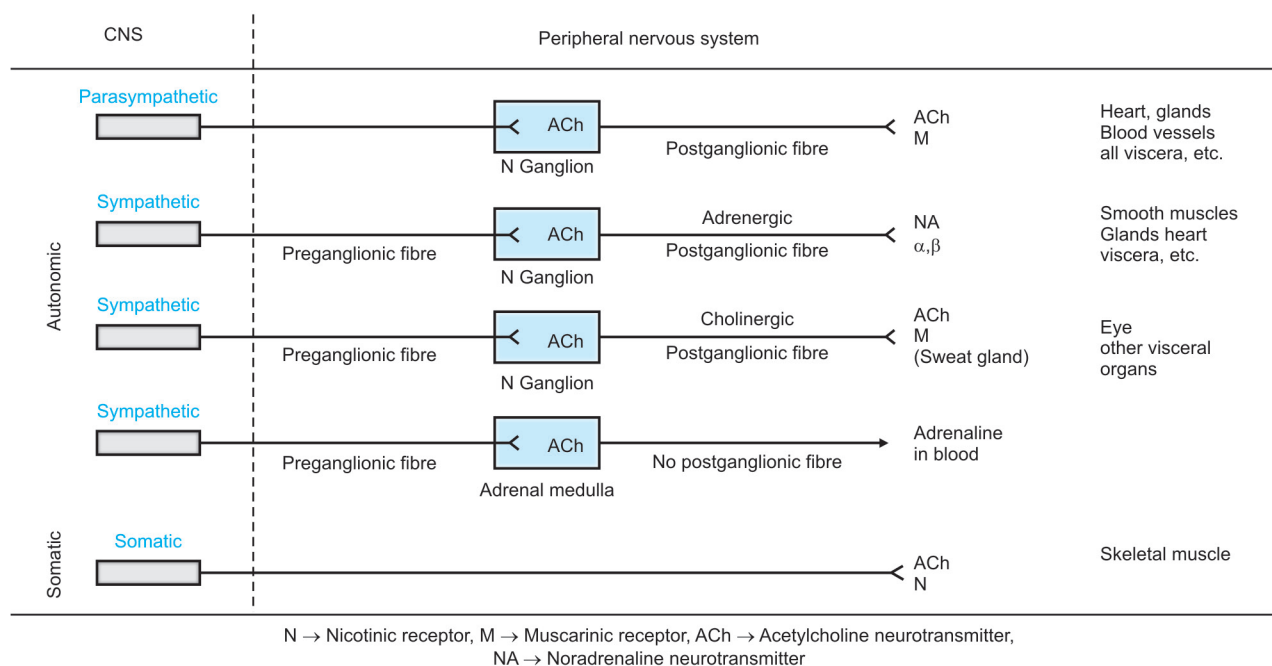 CNS
Peripheral nervous system
Autonomic
Parasympathetic
ACh
N Ganglion
Postganglionic fibre
ACh
M
Heart, glands
Blood vessels
all viscera, etc.
Sympathetic
Preganglionic fibre
ACh
N Ganglion
Adrenergic
Postganglionic fibre
NA
α,β
Smooth muscles
Glands heart
viscera, etc.
Sympathetic
Preganglionic fibre
ACh
N Ganglion
Cholinergic
Postganglionic fibre
ACh
M
(Sweat gland)
Eye
other visceral
organs
Sympathetic
Preganglionic fibre
ACh
Adrenal medulla
No postganglionic fibre
Adrenaline
in blood
Somatic
Somatic
ACh
N
Skeletal muscle
N → Nicotinic receptor, M → Muscarinic receptor, ACh → Acetylcholine neurotransmitter,
NA → Noradrenaline neurotransmitter